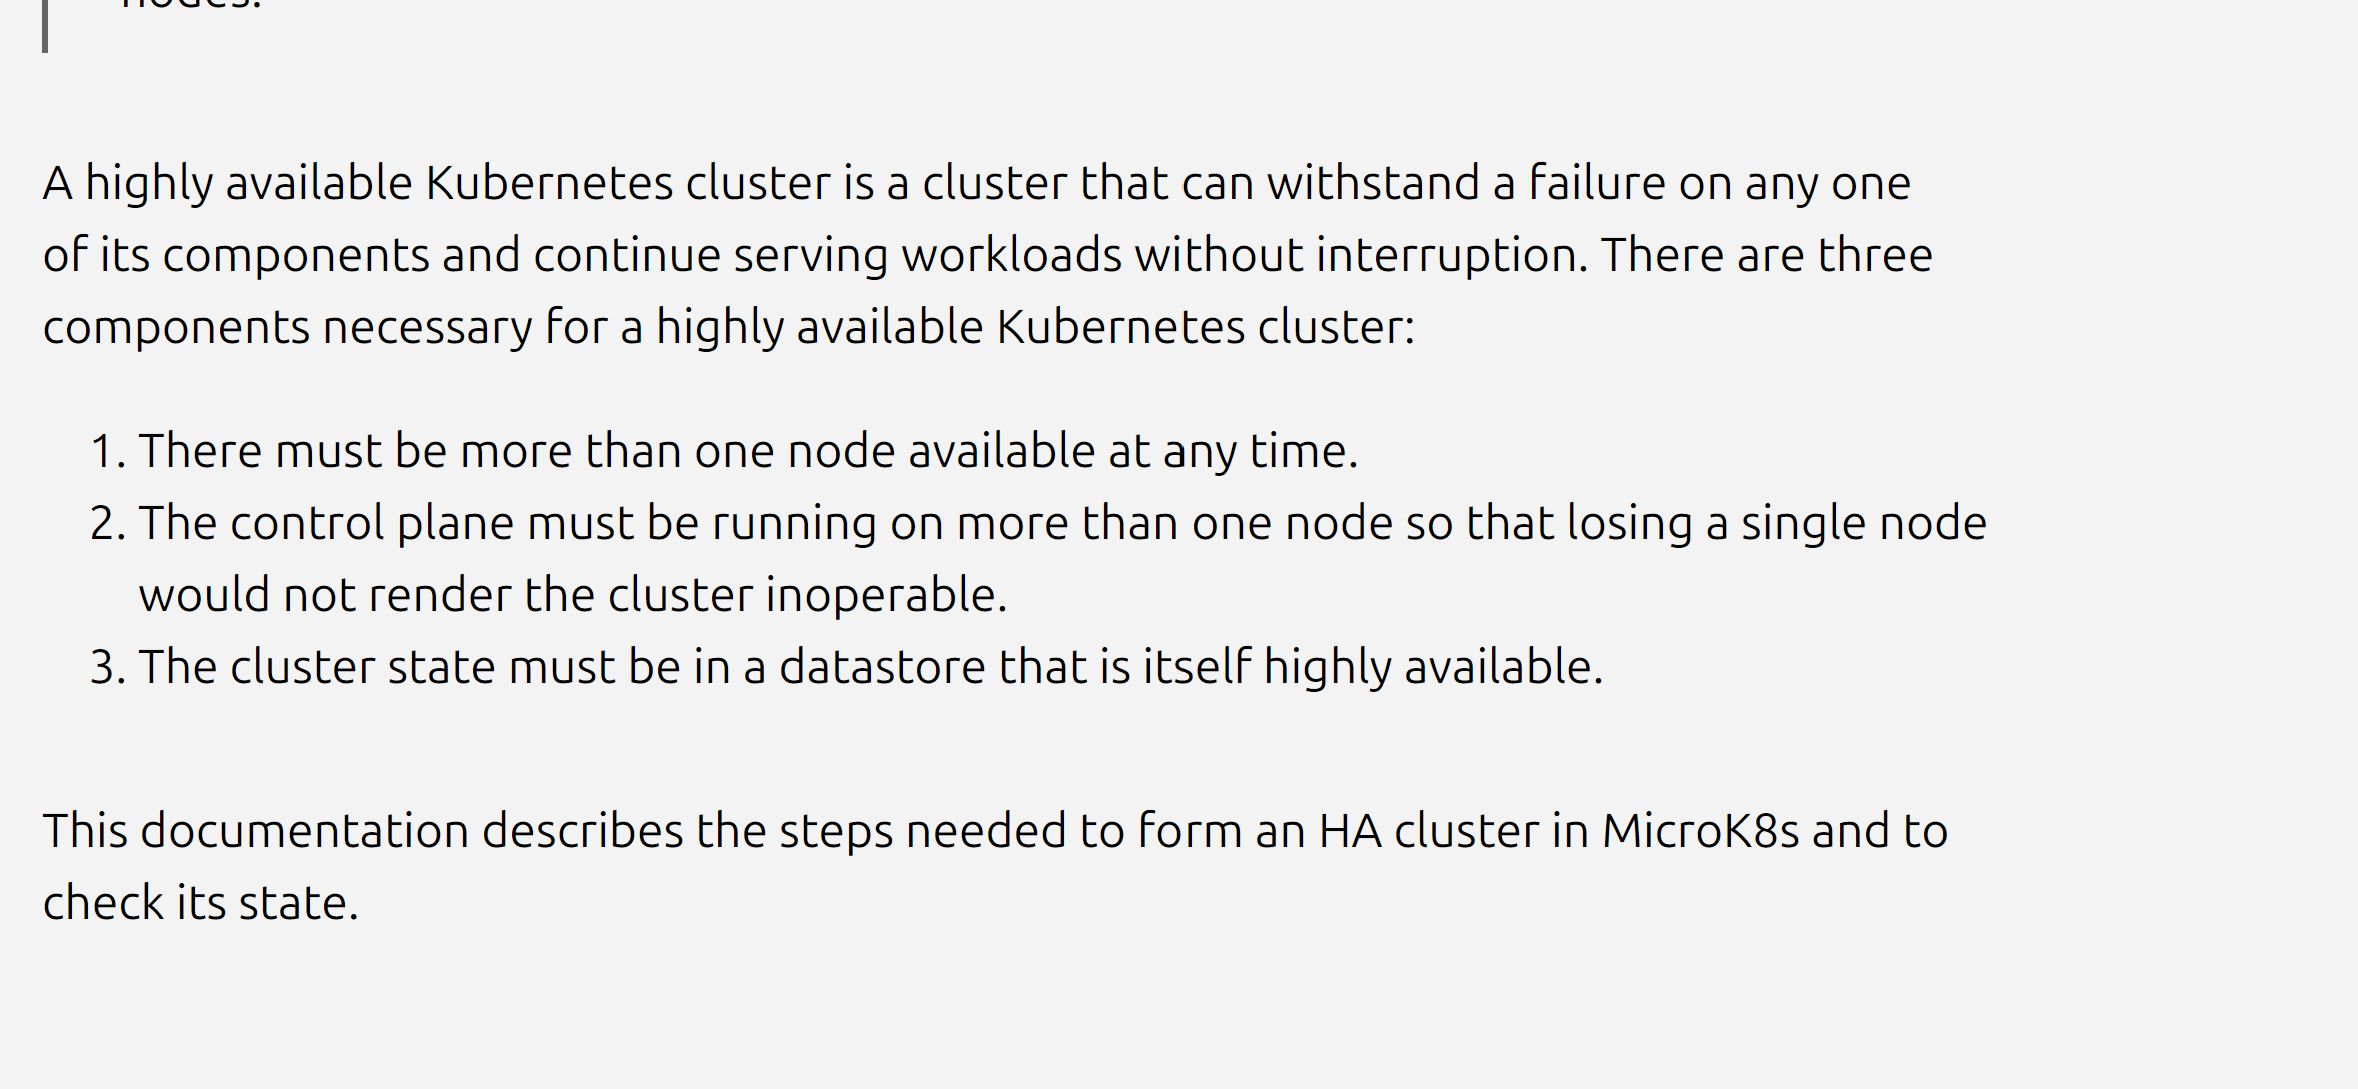 nodes.
A highly available Kubernetes cluster is a cluster that can withstand a failure on any one
of its components and continue serving workloads without interruption. There are three
components necessary for a highly available Kubernetes cluster:
1. There must be more than one node available at any time.
2. The control plane must be running on more than one node so that losing a single node
would not render the cluster inoperable.
3. The cluster state must be in a datastore that is itself highly available.
This documentation describes the steps needed to form an HA cluster in MicroK8s and to
check its state.